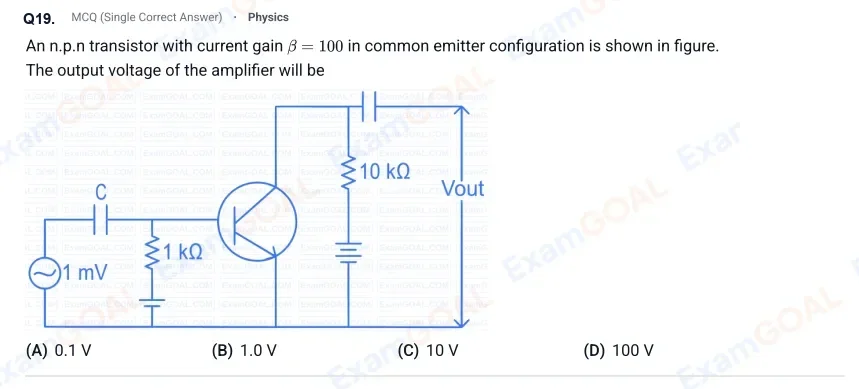 Q19. MCQ (Single Correct Answer) · Physics
An n.p.n transistor with current gain β = 100 in common emitter configuration is shown in figure.
The output voltage of the amplifier will be
10 kΩ
Vout
C
1 kΩ
1 mV
(A) 0.1 V (B) 1.0 V (C) 10 V (D) 100 V
ExamGOAL